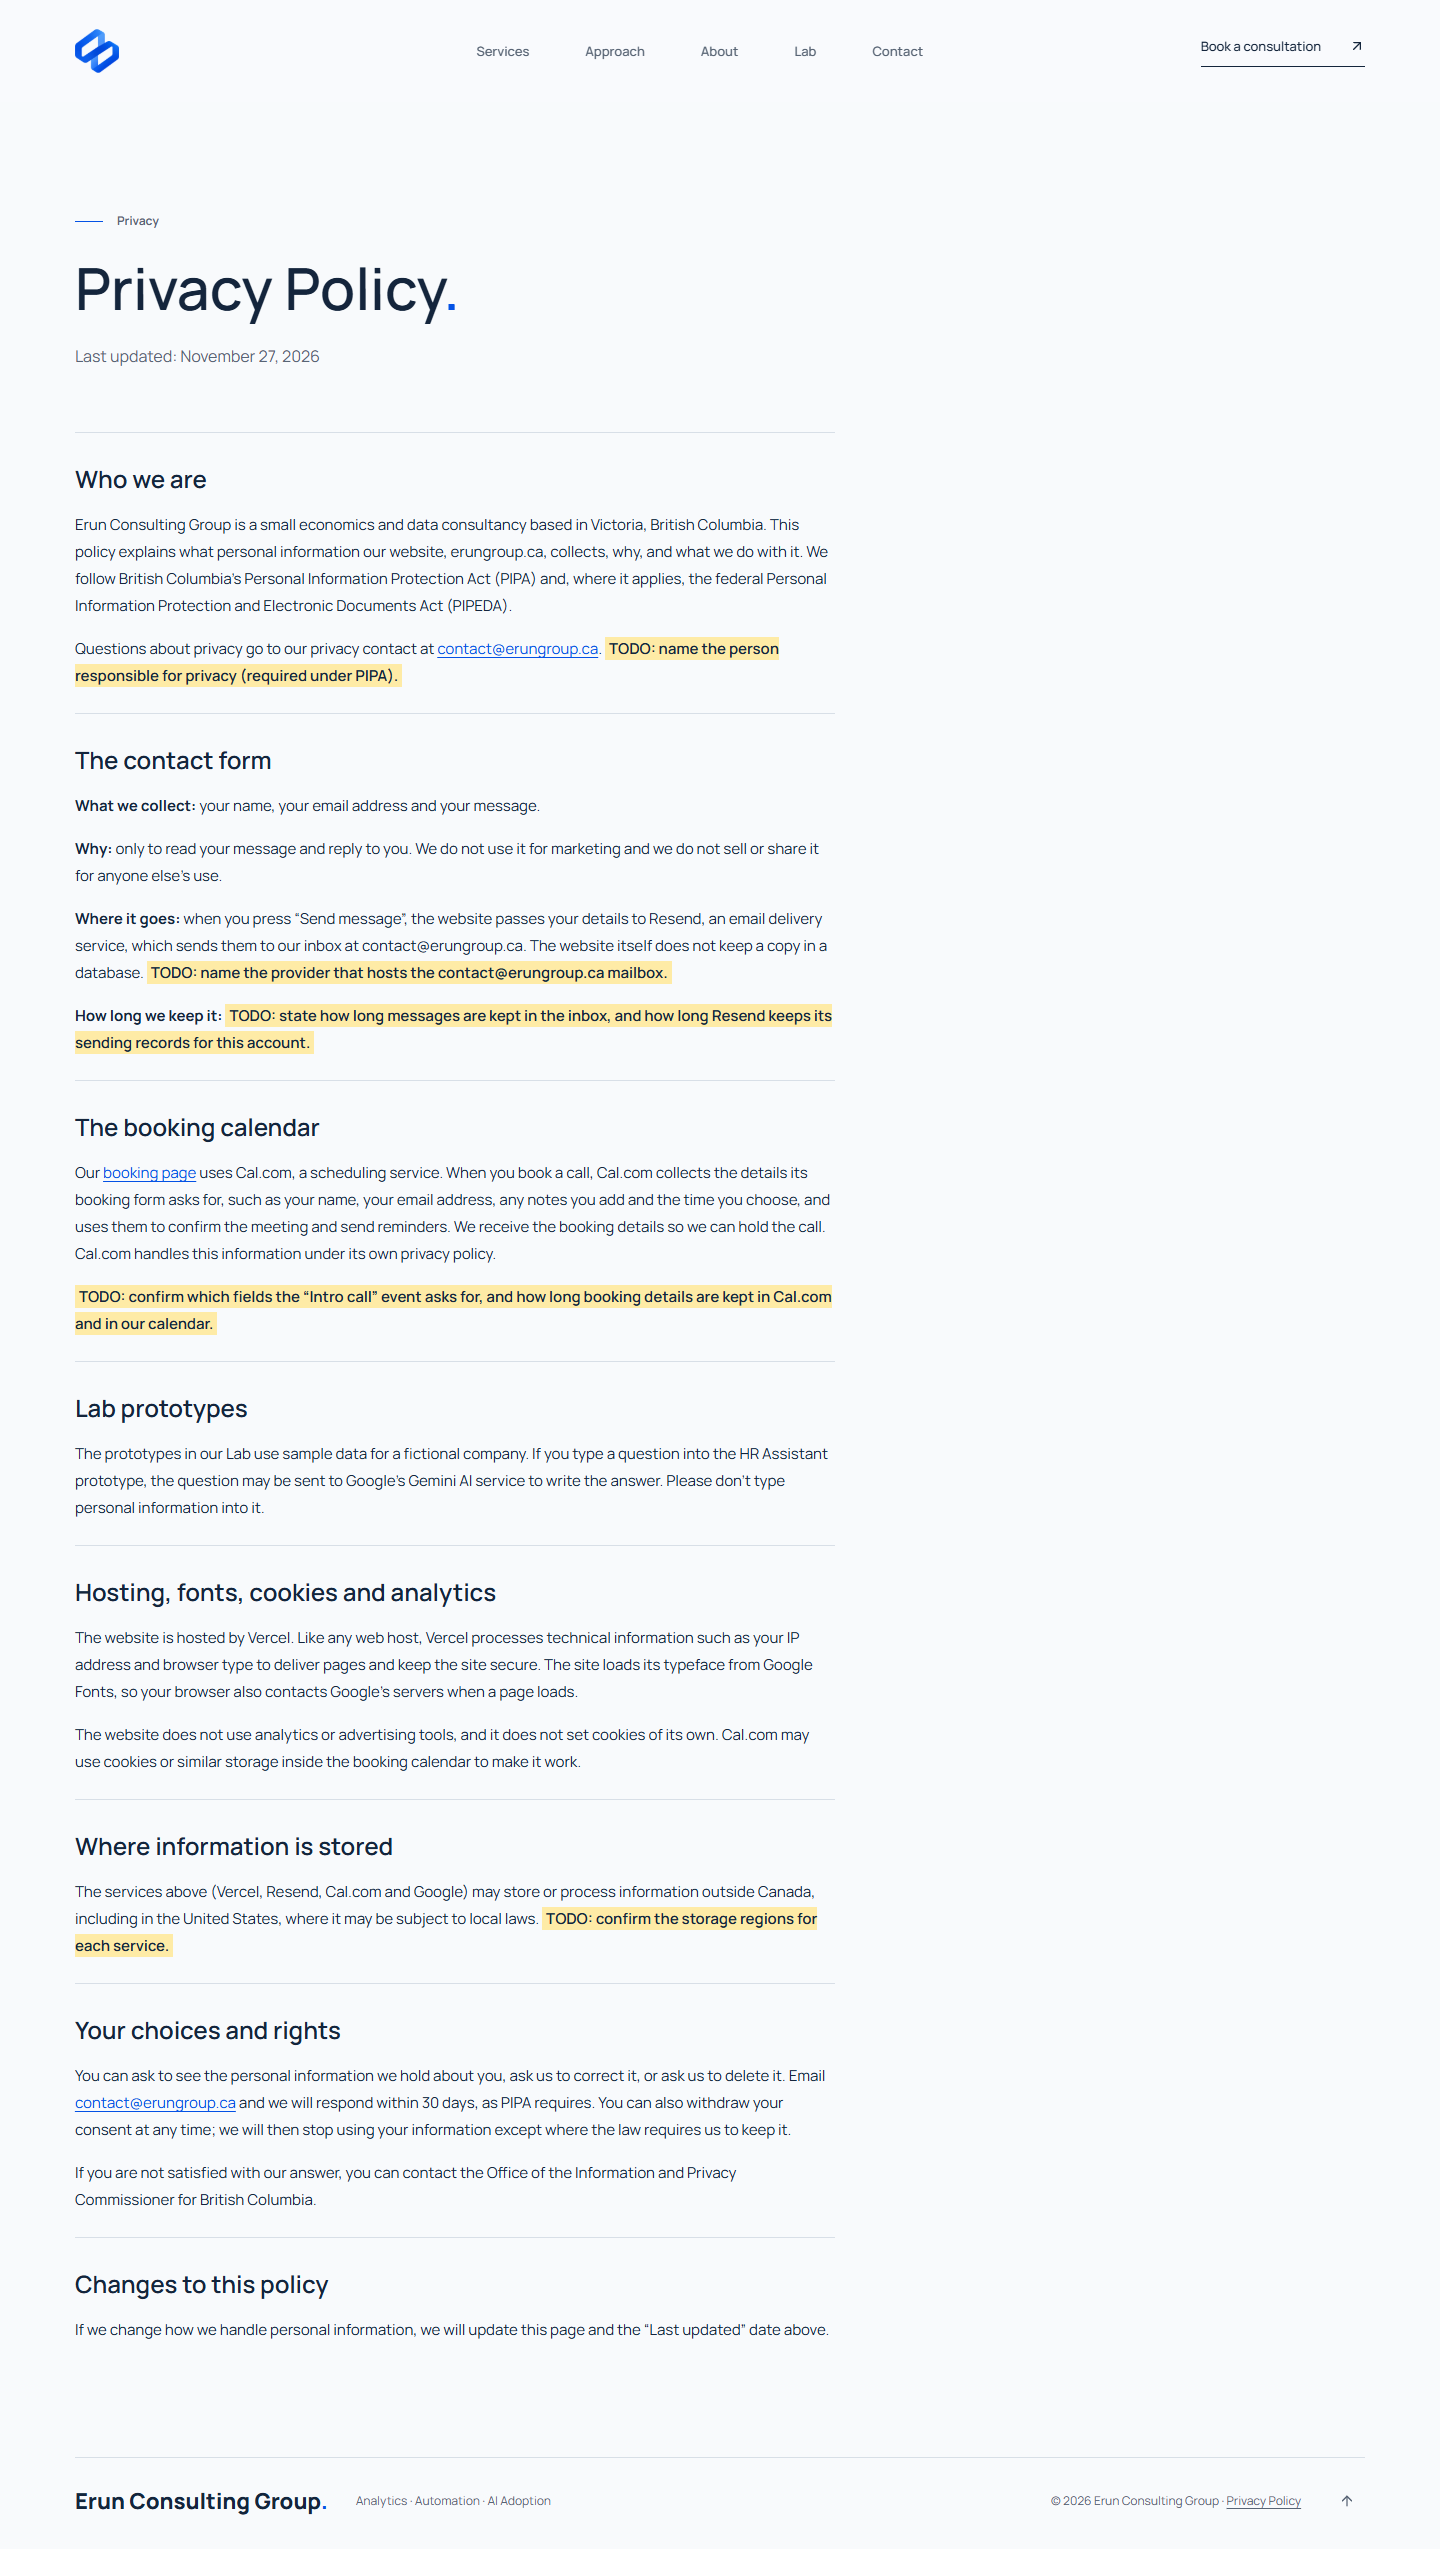 Services
Approach
About
Lab
Contact
Book a consultation
Privacy
Privacy Policy.
Last updated: November 27, 2026
Who we are
Erun Consulting Group is a small economics and data consultancy based in Victoria, British Columbia. This
policy explains what personal information our website, erungroup.ca, collects, why, and what we do with it. We
follow British Columbia’s Personal Information Protection Act (PIPA) and, where it applies, the federal Personal
Information Protection and Electronic Documents Act (PIPEDA).
Questions about privacy go to our privacy contact at contact@erungroup.ca. TODO: name the person
responsible for privacy (required under PIPA).
The contact form
What we collect: your name, your email address and your message.
Why: only to read your message and reply to you. We do not use it for marketing and we do not sell or share it
for anyone else’s use.
Where it goes: when you press “Send message”, the website passes your details to Resend, an email delivery
service, which sends them to our inbox at contact@erungroup.ca. The website itself does not keep a copy in a
database. TODO: name the provider that hosts the contact@erungroup.ca mailbox.
How long we keep it: TODO: state how long messages are kept in the inbox, and how long Resend keeps its
sending records for this account.
The booking calendar
Our booking page uses Cal.com, a scheduling service. When you book a call, Cal.com collects the details its
booking form asks for, such as your name, your email address, any notes you add and the time you choose, and
uses them to confirm the meeting and send reminders. We receive the booking details so we can hold the call.
Cal.com handles this information under its own privacy policy.
TODO: confirm which fields the “Intro call” event asks for, and how long booking details are kept in Cal.com
and in our calendar.
Lab prototypes
The prototypes in our Lab use sample data for a fictional company. If you type a question into the HR Assistant
prototype, the question may be sent to Google’s Gemini AI service to write the answer. Please don’t type
personal information into it.
Hosting, fonts, cookies and analytics
The website is hosted by Vercel. Like any web host, Vercel processes technical information such as your IP
address and browser type to deliver pages and keep the site secure. The site loads its typeface from Google
Fonts, so your browser also contacts Google’s servers when a page loads.
The website does not use analytics or advertising tools, and it does not set cookies of its own. Cal.com may
use cookies or similar storage inside the booking calendar to make it work.
Where information is stored
The services above (Vercel, Resend, Cal.com and Google) may store or process information outside Canada,
including in the United States, where it may be subject to local laws. TODO: confirm the storage regions for
each service.
Your choices and rights
You can ask to see the personal information we hold about you, ask us to correct it, or ask us to delete it. Email
contact@erungroup.ca and we will respond within 30 days, as PIPA requires. You can also withdraw your
consent at any time; we will then stop using your information except where the law requires us to keep it.
If you are not satisfied with our answer, you can contact the Office of the Information and Privacy
Commissioner for British Columbia.
Changes to this policy
If we change how we handle personal information, we will update this page and the “Last updated” date above.
Erun Consulting Group.
Analytics · Automation · AI Adoption
© 2026 Erun Consulting Group · Privacy Policy